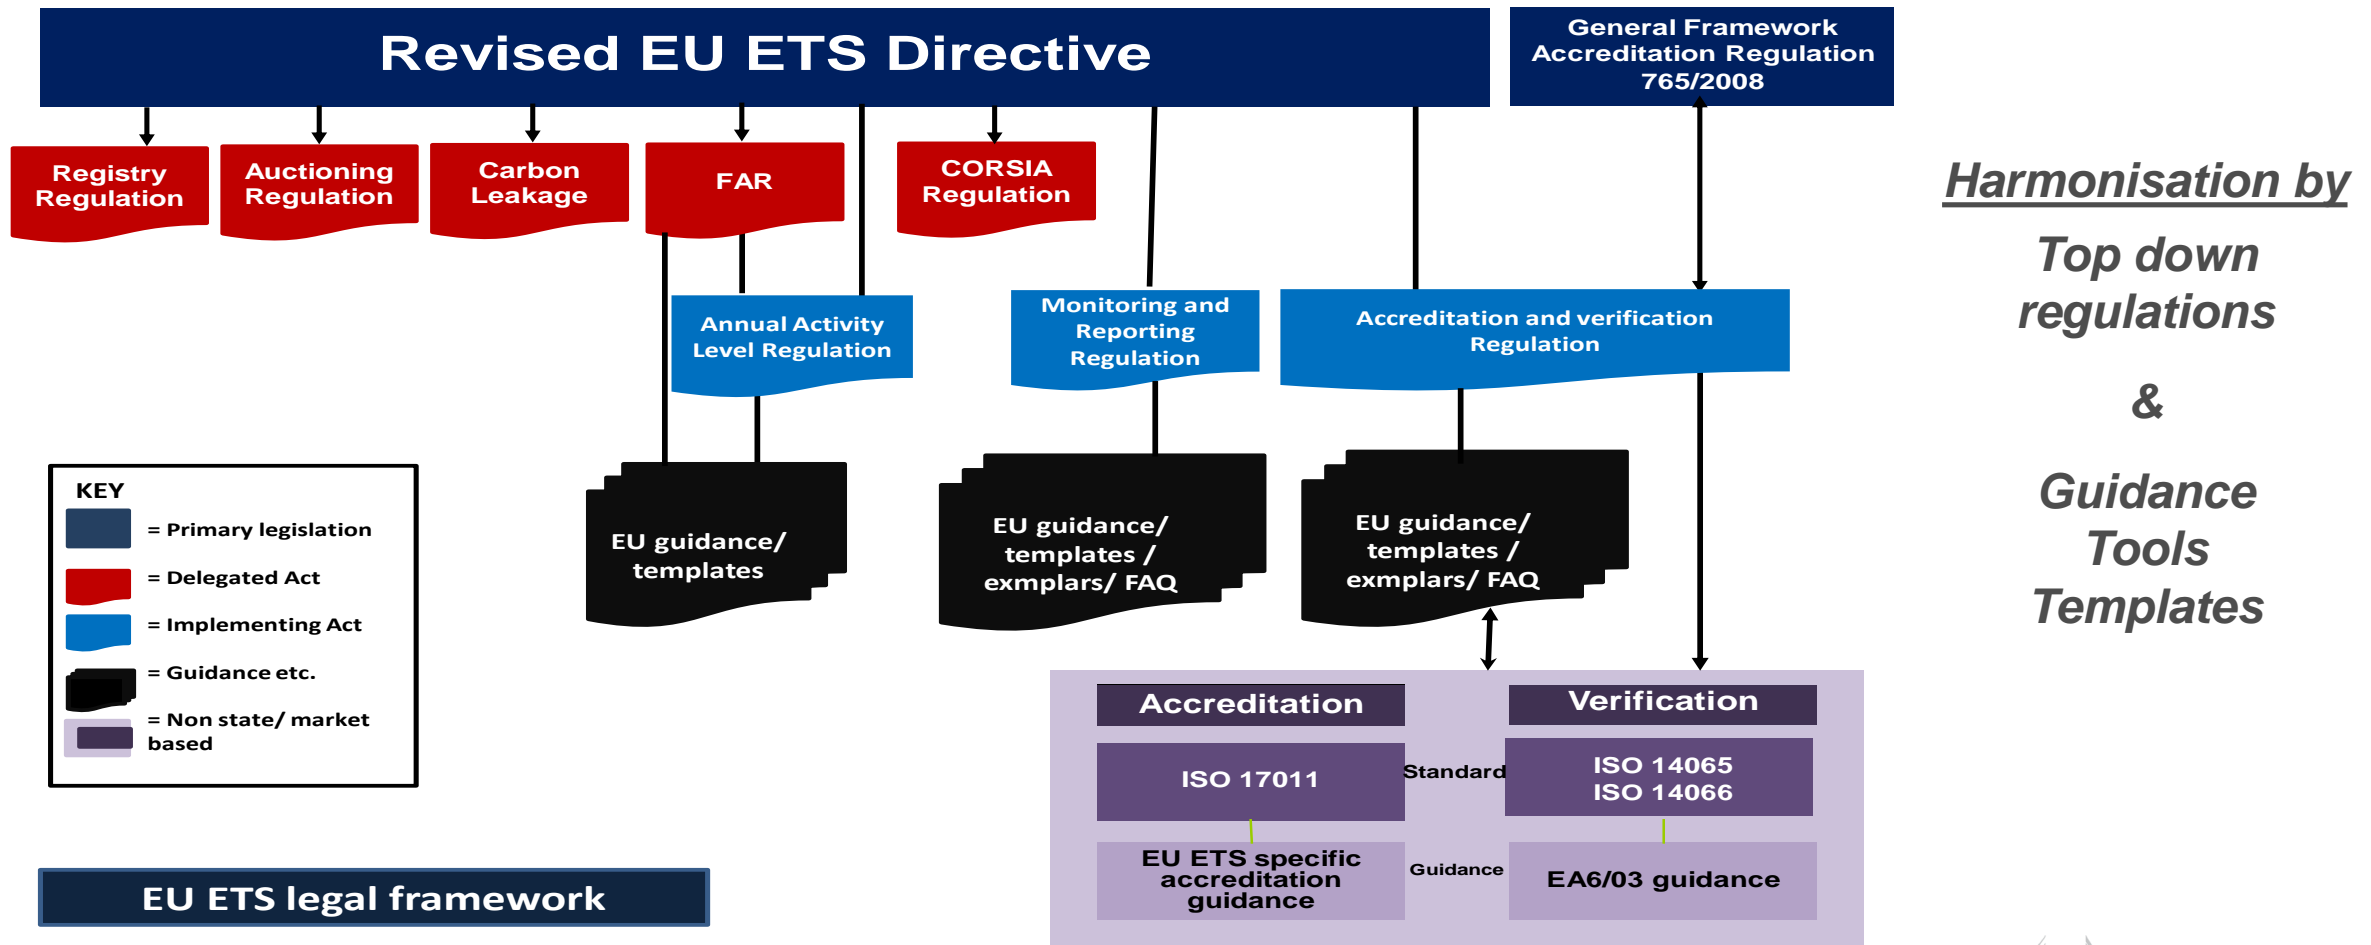 Revised EU ETS Directive
General Framework
Accreditation Regulation
765/2008
Registry
Regulation
Auctioning
Regulation
Carbon
Leakage
FAR
CORSIA
Regulation
Harmonisation by
Top down
regulations
&
Guidance
Tools
Templates
Annual Activity
Level Regulation
Monitoring and
Reporting
Regulation
Accreditation and verification
Regulation
KEY
= Primary legislation
= Delegated Act
= Implementing Act
= Guidance etc.
= Non state/ market
based
EU guidance/
templates
EU guidance/
templates /
exmplars/ FAQ
EU guidance/
templates /
exmplars/ FAQ
Accreditation
Verification
ISO 17011
Standard
ISO 14065
ISO 14066
EU ETS specific
accreditation
guidance
Guidance
EA6/03 guidance
EU ETS legal framework